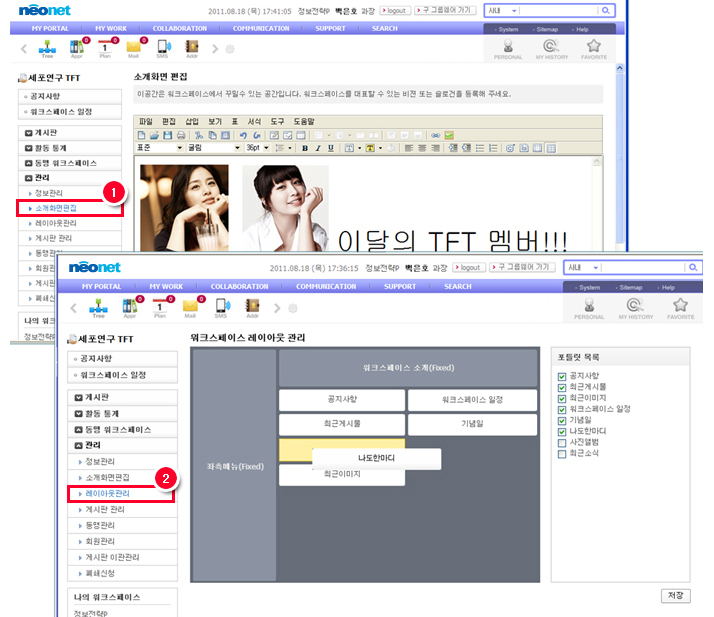 neonet
2011.08.18 (목) 17:41:05 정보전략P 백은호 과장 logout 구 그룹웨어 가기 사내
MY PORTAL MY WORK COLLABORATION COMMUNICATION SUPPORT SEARCH - System - Sitemap - Help
Tree Appr 0 Plan 1 0 Mail 0 SMS Addr PERSONAL MY HISTORY FAVORITE
세포연구 TFT
공지사항
워크스페이스 일정
게시판
활동 통계
동맹 워크스페이스
관리
정보관리
1
소개화면편집
레이아웃관리
게시판 관리
동맹관
회원관
게시판
폐쇄신
나의 워크
정보전략P
소개화면 편집
이공간은 워크스페이스에서 꾸밀수 있는 공간입니다. 워크스페이스를 대표할 수 있는 비젼 또는 슬로건을 등록해 주세요.
파일 편집 삽입 보기 표 서식 도구 도움말
표준 굴림 36pt B I U T T
이달의 TFT 멤버!!!
neonet
2011.08.18 (목) 17:36:15 정보전략P 백은호 과장 logout 구 그룹웨어 가기 사내
MY PORTAL MY WORK COLLABORATION COMMUNICATION SUPPORT SEARCH - System - Sitemap - Help
Tree Appr 0 Plan 1 0 Mail 0 SMS Addr PERSONAL MY HISTORY FAVORITE
세포연구 TFT
공지사항
워크스페이스 일정
게시판
활동 통계
동맹 워크스페이스
관리
정보관리
소개화면편집
2
레이아웃관리
게시판 관리
동맹관리
회원관리
게시판 이관관리
폐쇄신청
나의 워크스페이스
정보전략P
워크스페이스 레이아웃 관리
좌측메뉴(Fixed)
워크스페이스 소개(Fixed)
공지사항 워크스페이스 일정
최근게시물 기념일
나도한마디
최근이미지
포틀릿 목록
공지사항
최근게시물
최근이미지
워크스페이스 일정
기념일
나도한마디
사진앨범
최근소식
저장